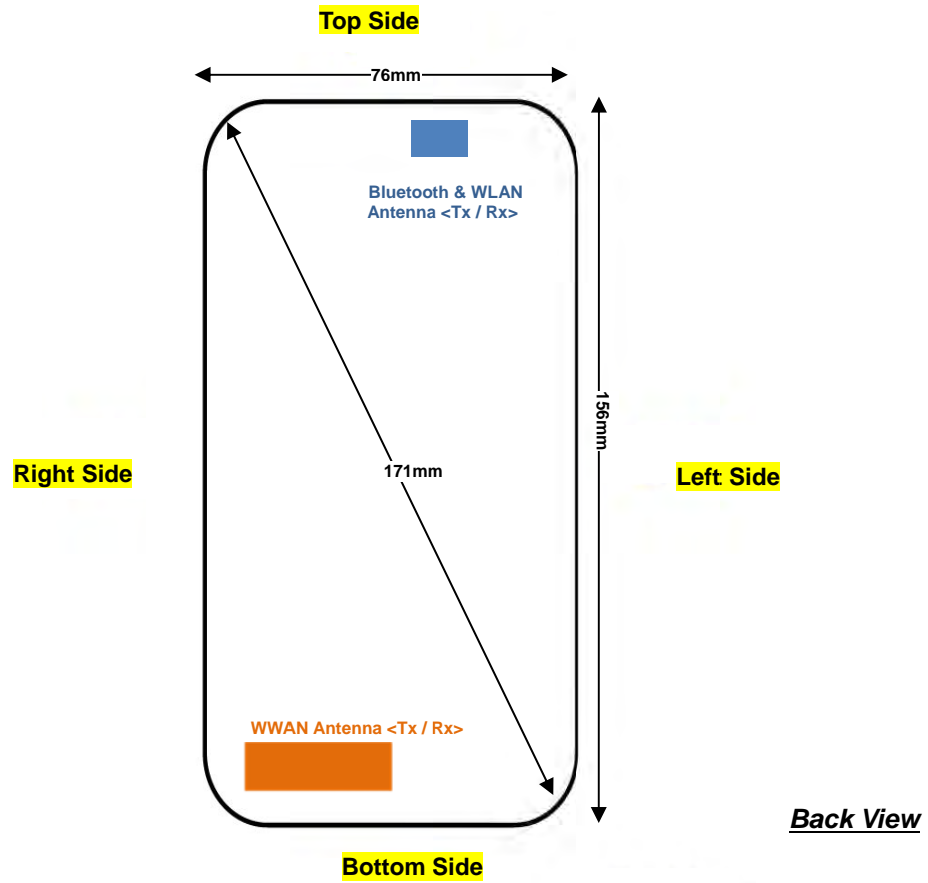 Top Side
76mm
Bluetooth & WLAN
Antenna <Tx / Rx>
156mm
Right Side
171mm
Left Side
WWAN Antenna <Tx / Rx>
Back View
Bottom Side